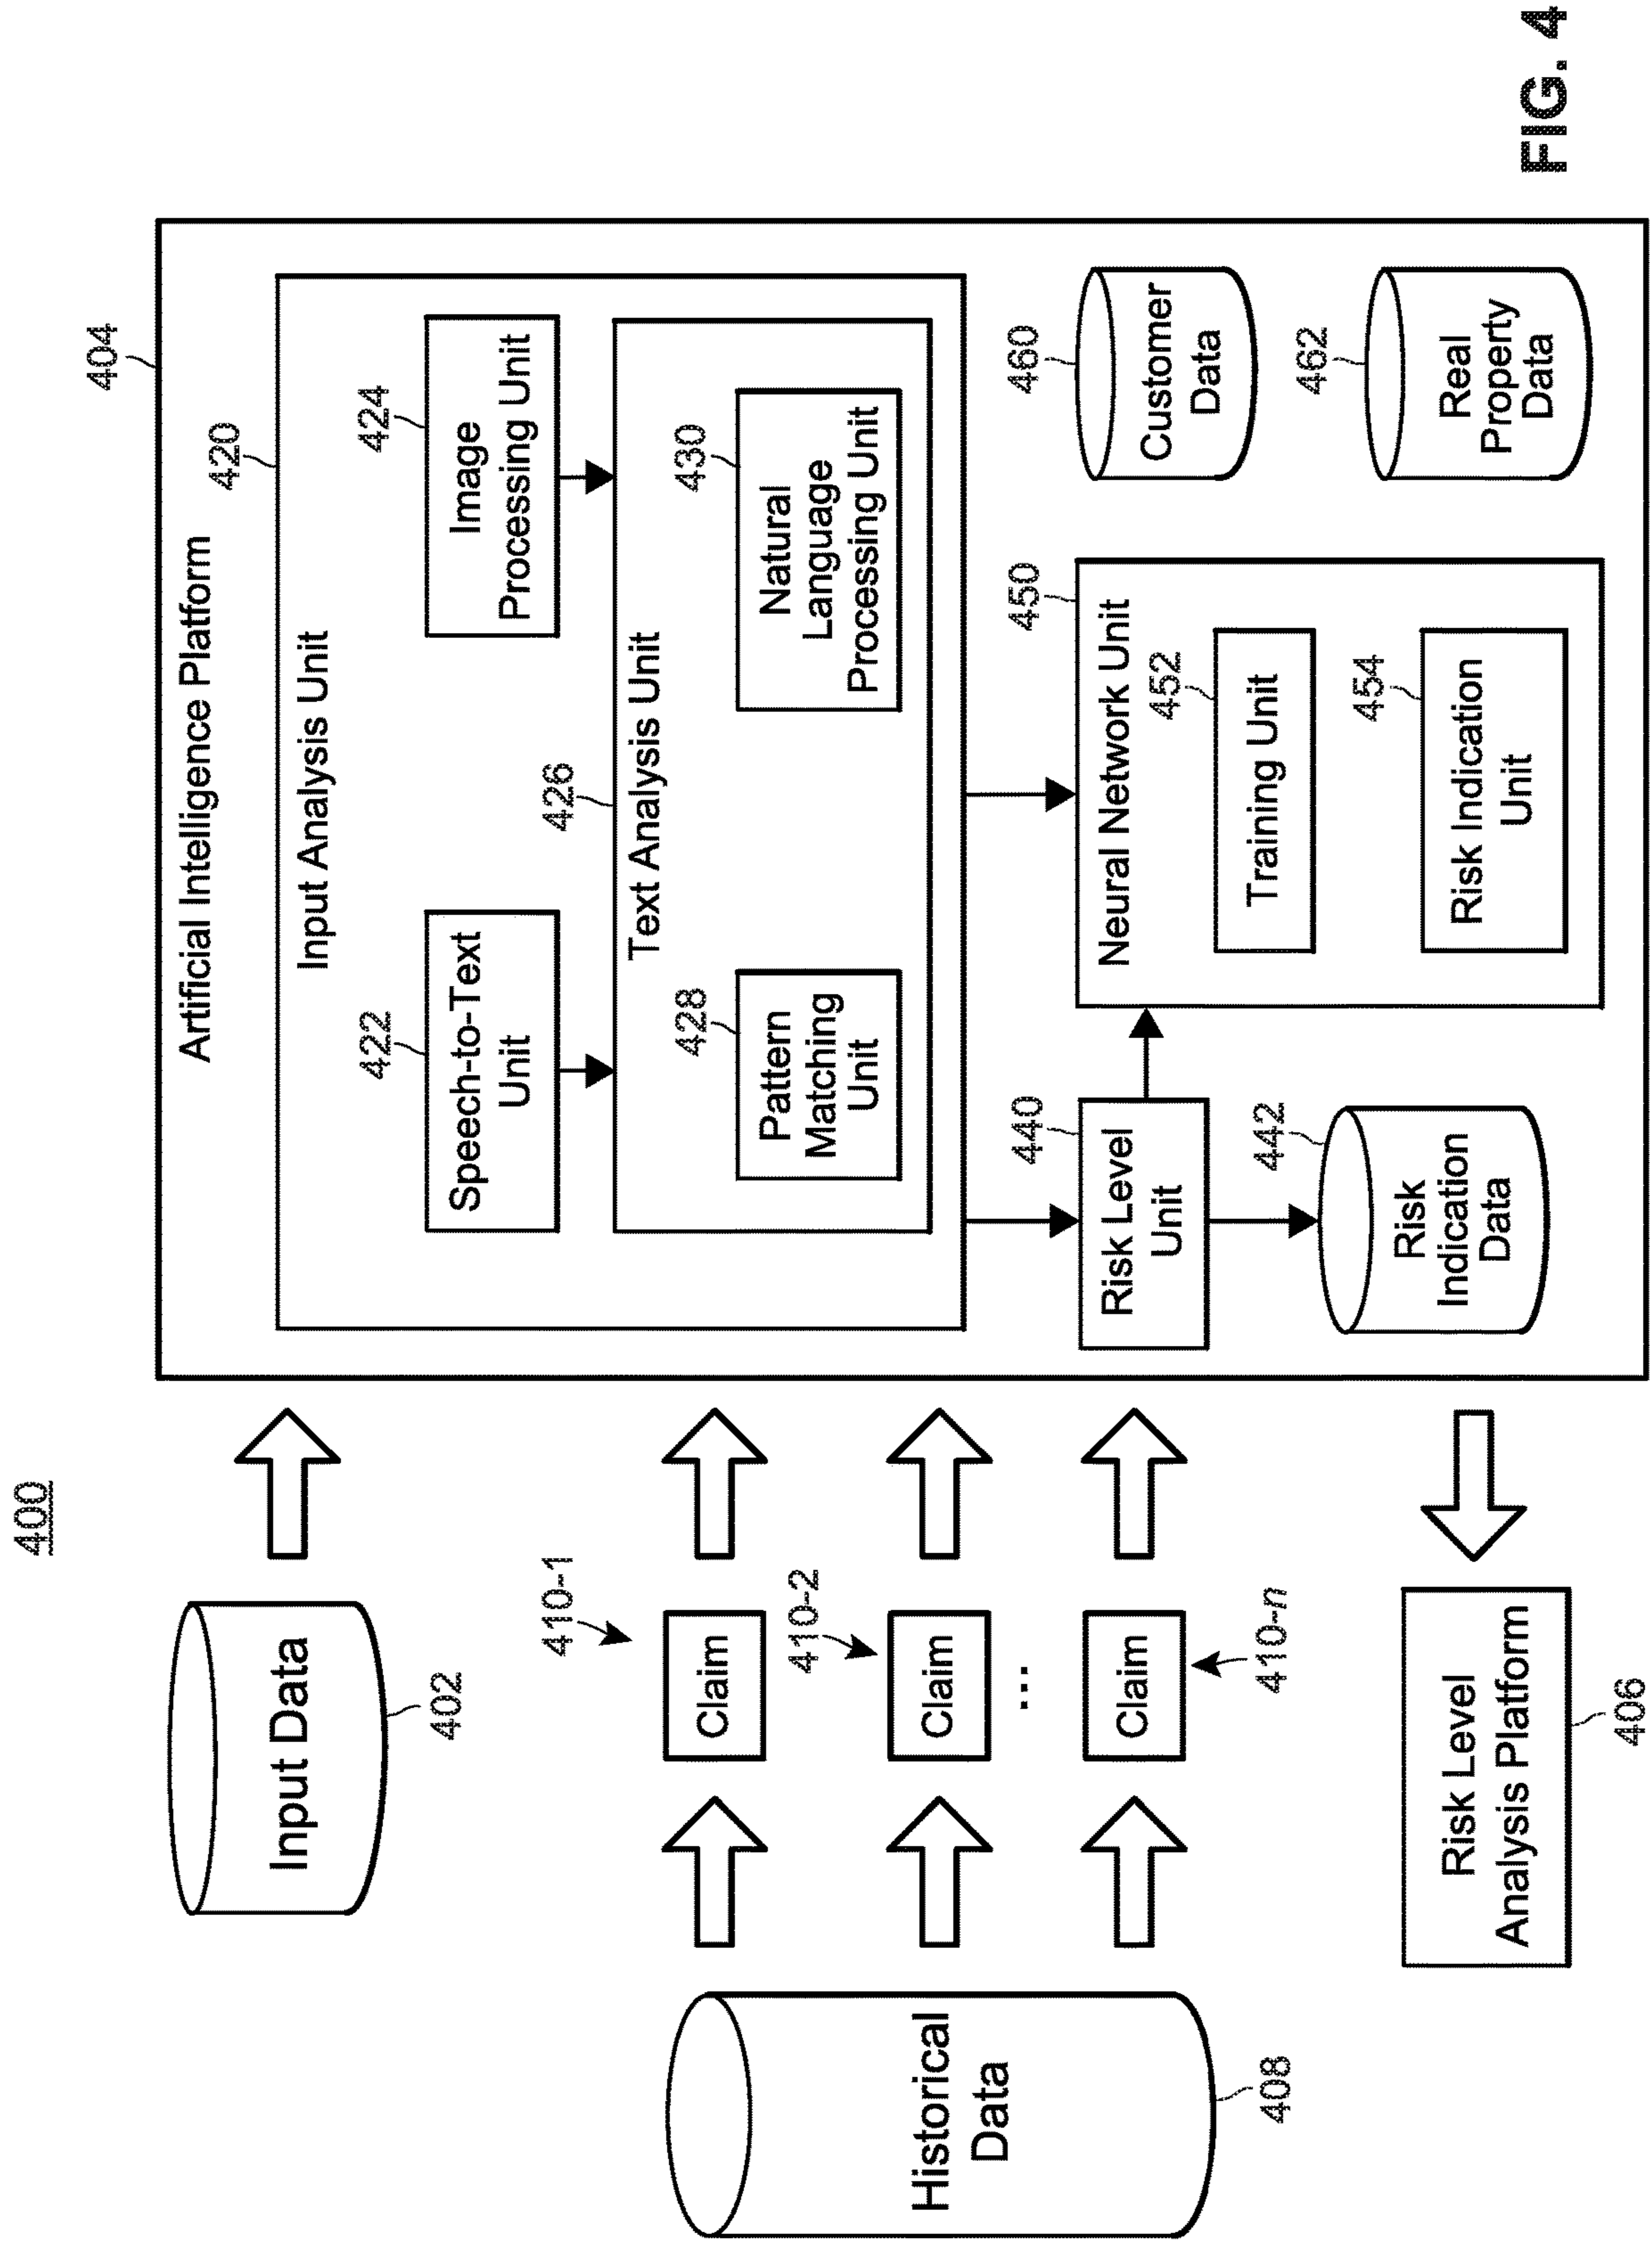 400
Input Data
402
Historical
Data
408
410-1
Claim
410-2
Claim
...
Claim
410-n
Risk Level
Analysis Platform
406
404
Artificial Intelligence Platform
420
Input Analysis Unit
422
Speech-to-Text
Unit
424
Image
Processing Unit
426
Text Analysis Unit
428
Pattern
Matching
Unit
430
Natural
Language
Processing Unit
440
Risk Level
Unit
442
Risk
Indication
Data
450
Neural Network Unit
452
Training Unit
454
Risk Indication
Unit
460
Customer
Data
462
Real
Property
Data
FIG. 4